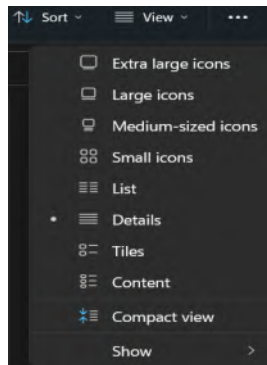 Sort View
Extra large icons
Large icons
Medium-sized icons
Small icons
List
Details
Tiles
Content
Compact view
Show